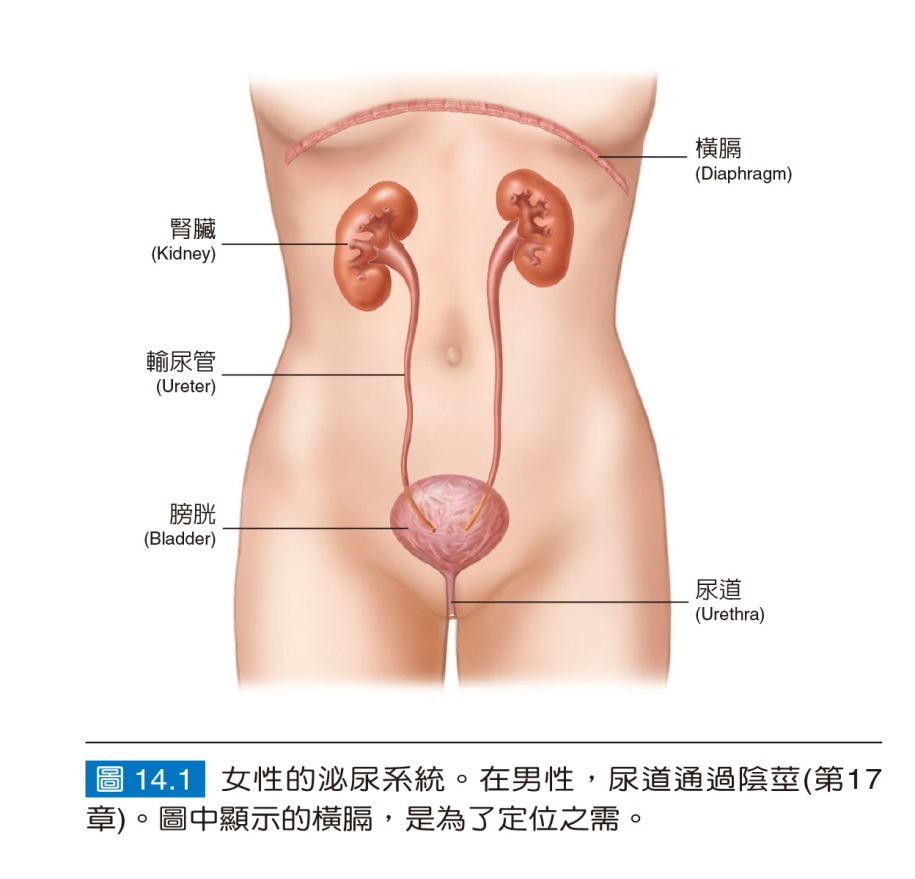 橫膈
(Diaphragm)
腎臟
(Kidney)
輸尿管
(Ureter)
膀胱
(Bladder)
尿道
(Urethra)
圖 14.1 女性的泌尿系統。在男性，尿道通過陰莖(第17
章)。圖中顯示的橫膈，是為了定位之需。